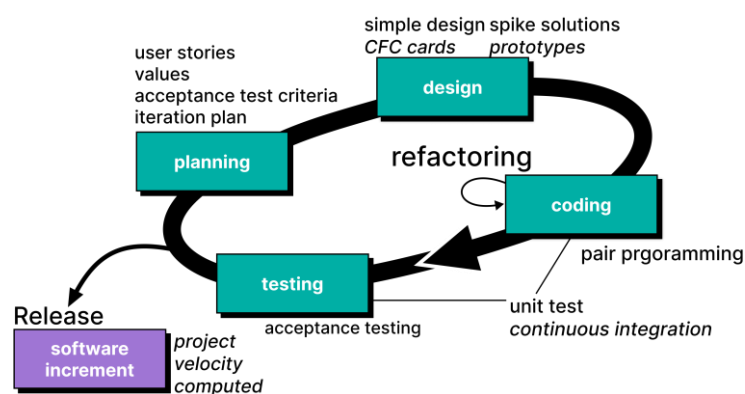 simple design spike solutions
CFC cards prototypes
user stories
values
acceptance test criteria
iteration plan
design
planning
refactoring
coding
pair prgoramming
testing
acceptance testing
unit test
continuous integration
Release
software
increment
project
velocity
computed